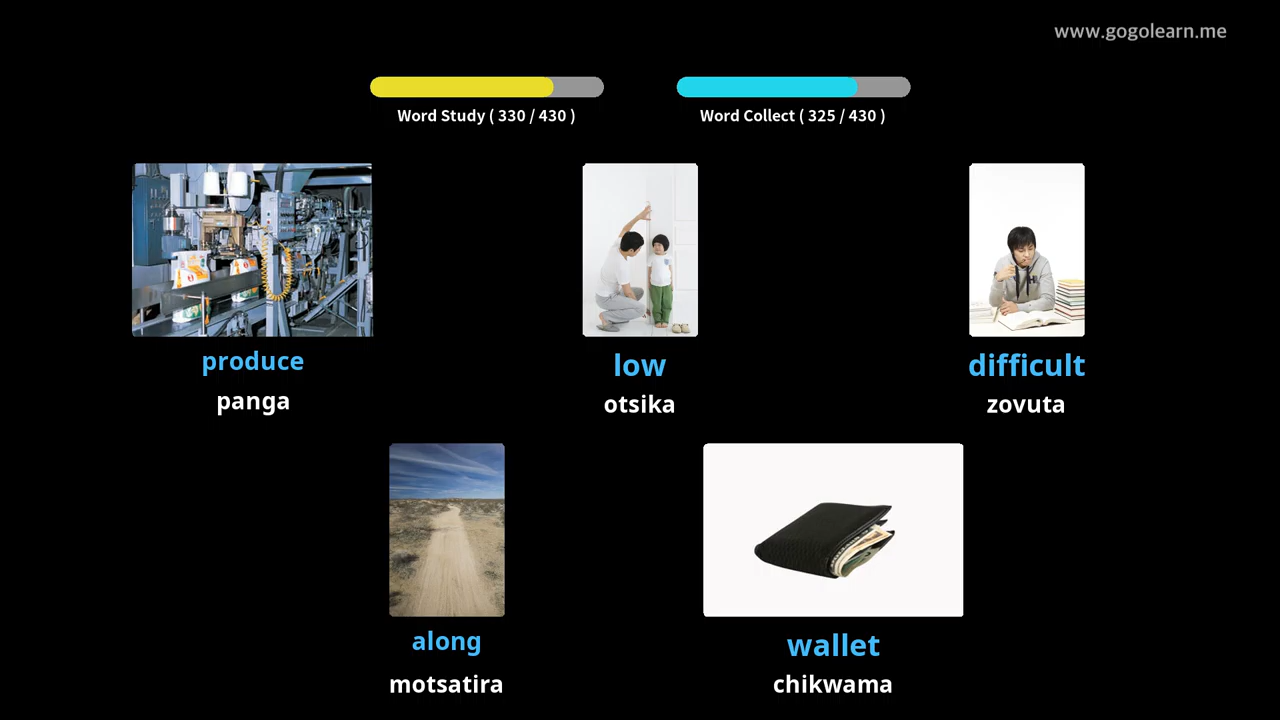 www.gogolearn.me
Word Study ( 330 / 430 )
Word Collect ( 325 / 430 )
produce
panga
low
otsika
difficult
zovuta
along
motsatira
wallet
chikwama